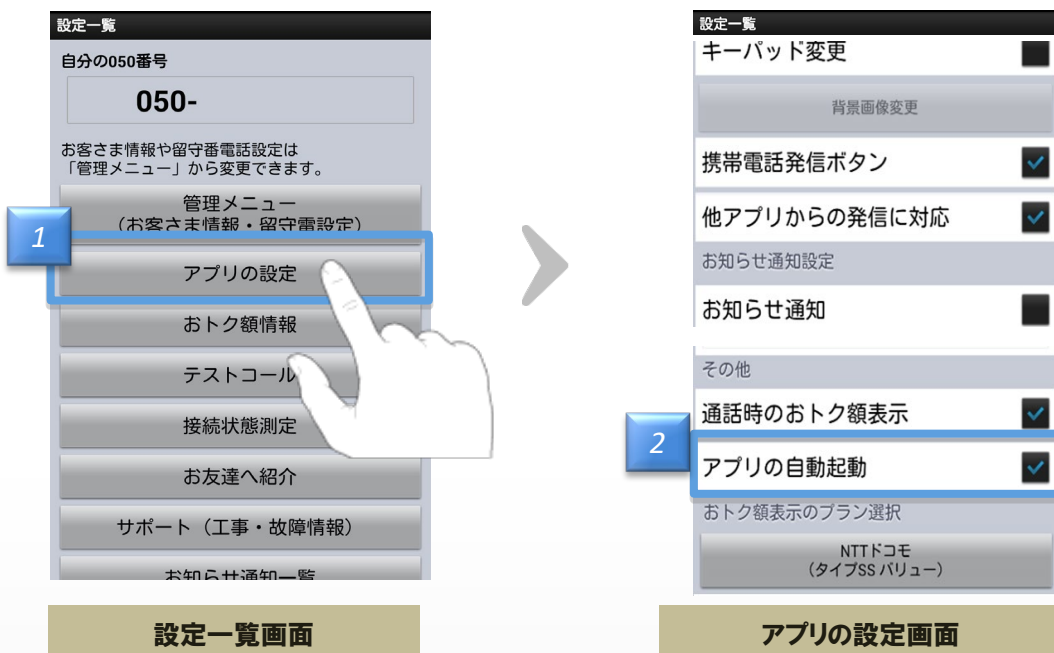 設定一覧
自分の050番号
050-
お客さま情報や留守番電話設定は
「管理メニュー」から変更できます。
管理メニュー
（お客さま情報・留守電設定）
1
アプリの設定
おトク額情報
テストコール
接続状態測定
お友達へ紹介
サポート（工事・故障情報）
お知らせ通知一覧
設定一覧画面
設定一覧
キーパッド変更
背景画像変更
携帯電話発信ボタン
他アプリからの発信に対応
お知らせ通知設定
お知らせ通知
その他
通話時のおトク額表示
2
アプリの自動起動
おトク額表示のプラン選択
NTTドコモ
（タイプSS バリュー）
アプリの設定画面